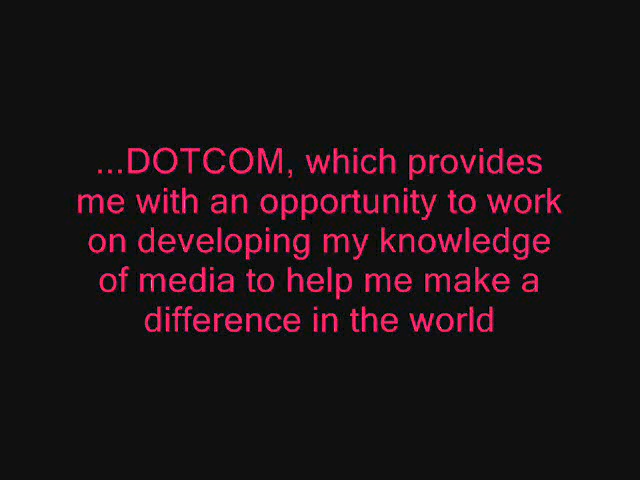 ...DOTCOM, which provides
me with an opportunity to work
on developing my knowledge
of media to help me make a
difference in the world